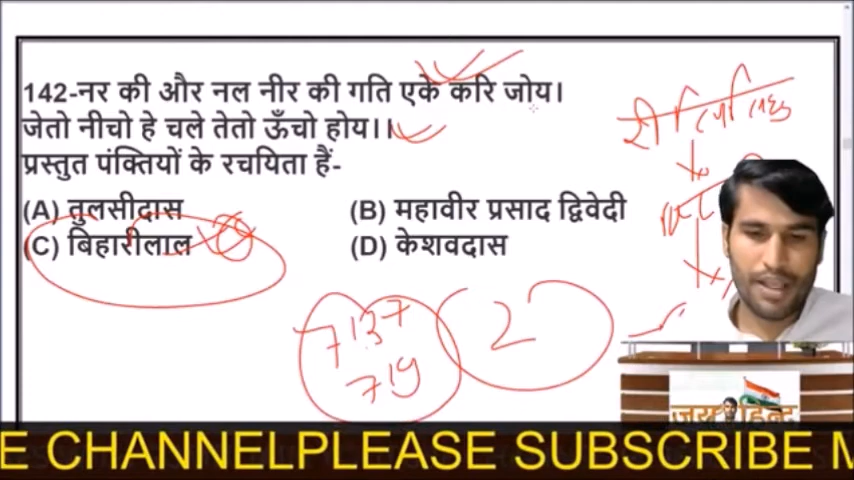 142-नर की और नल नीर की गति एके करि जोय।
जेतो नीचो हे चले तेतो ऊँचो होय।।
प्रस्तुत पंक्तियों के रचयिता हैं-
(A) तुलसीदास (B) महावीर प्रसाद द्विवेदी
(C) बिहारीलाल (D) केशवदास
7137
719
2
जय हिन्द
E CHANNELPLEASE SUBSCRIBE M